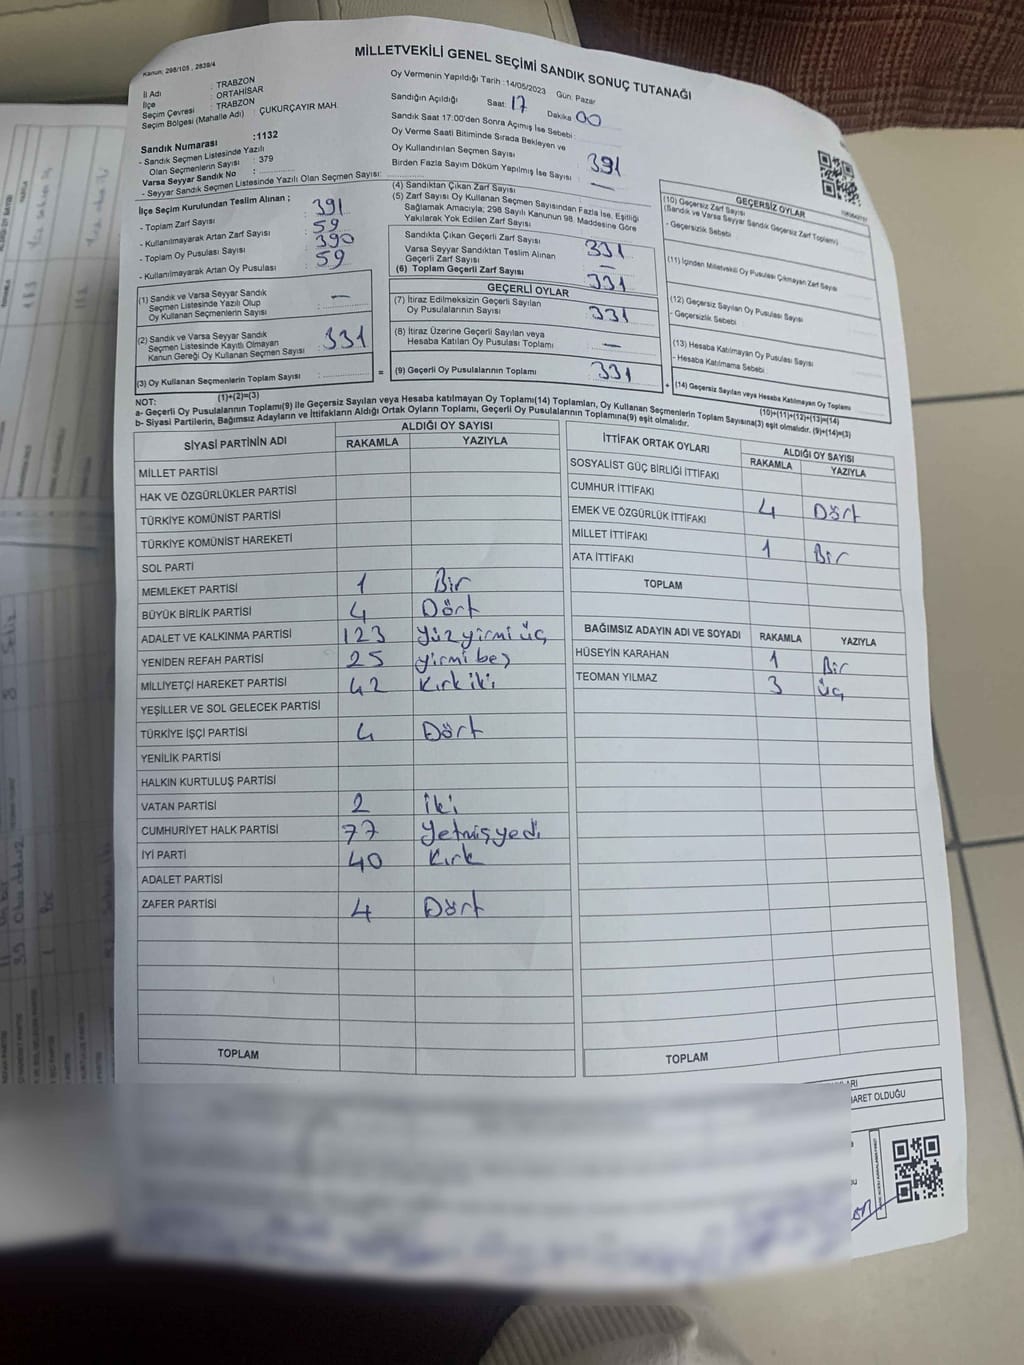 MİLLETVEKİLİ GENEL SEÇİMİ SANDIK SONUÇ TUTANAĞI
Kanun: 298/105 , 2839/4
İl Adı : TRABZON
İlçe : ORTAHİSAR
Seçim Çevresi : TRABZON
Seçim Bölgesi (Mahalle Adı) : ÇUKURÇAYIR MAH.
Sandık Numarası :1132
- Sandık Seçmen Listesinde Yazılı
Olan Seçmenlerin Sayısı : 379
Varsa Seyyar Sandık No :
- Seyyar Sandık Seçmen Listesinde Yazılı Olan Seçmen Sayısı:
Oy Vermenin Yapıldığı Tarih : 14/05/2023 Gün: Pazar
Sandığın Açıldığı Saat: 17 Dakika 00
Sandık Saat 17.00'den Sonra Açılmış İse Sebebi :
Oy Verme Saati Bitiminde Sırada Bekleyen ve
Oy Kullandırılan Seçmen Sayısı : 391
Birden Fazla Sayım Döküm Yapılmış İse Sayısı : —
İlçe Seçim Kurulundan Teslim Alınan ;
- Toplam Zarf Sayısı 391
- Kullanılmayarak Artan Zarf Sayısı 59
- Toplam Oy Pusulası Sayısı 390
- Kullanılmayarak Artan Oy Pusulası 59
(1) Sandık ve Varsa Seyyar Sandık
Seçmen Listesinde Yazılı Olup
Oy Kullanan Seçmenlerin Sayısı —
(2) Sandık ve Varsa Seyyar Sandık
Seçmen Listesinde Kayıtlı Olmayan
Kanun Gereği Oy Kullanan Seçmen Sayısı : 331
(3) Oy Kullanan Seçmenlerin Toplam Sayısı :
(1)+(2)=(3)
(4) Sandıktan Çıkan Zarf Sayısı
(5) Zarf Sayısı Oy Kullanan Seçmen Sayısından Fazla İse, Eşitliği
Sağlamak Amacıyla; 298 Sayılı Kanunun 98. Maddesine Göre
Yakılarak Yok Edilen Zarf Sayısı
Sandıkta Çıkan Geçerli Zarf Sayısı 331
Varsa Seyyar Sandıktan Teslim Alınan
Geçerli Zarf Sayısı —
(6) Toplam Geçerli Zarf Sayısı 331
GEÇERLİ OYLAR
(7) İtiraz Edilmeksizin Geçerli Sayılan
Oy Pusulalarının Sayısı 331
(8) İtiraz Üzerine Geçerli Sayılan veya
Hesaba Katılan Oy Pusulası Toplamı —
= (9) Geçerli Oy Pusulalarının Toplamı 331
GEÇERSİZ OYLAR
(10) Geçersiz Zarf Sayısı
(Sandık ve Varsa Seyyar Sandık Geçersiz Zarf Toplamı)
- Geçersizlik Sebebi :
(11) İçinden Milletvekili Oy Pusulası Çıkmayan Zarf Sayısı
(12) Geçersiz Sayılan Oy Pusulası Sayısı
- Geçersizlik Sebebi :
(13) Hesaba Katılmayan Oy Pusulası Sayısı
- Hesaba Katılmama Sebebi :
+ (14) Geçersiz Sayılan veya Hesaba Katılmayan Oy Toplamı
(10)+(11)+(12)+(13)=(14)
NOT:
a- Geçerli Oy Pusulalarının Toplamı(9) ile Geçersiz Sayılan veya Hesaba katılmayan Oy Toplamı(14) Toplamları, Oy Kullanan Seçmenlerin Toplam Sayısına(3) eşit olmalıdır. (9)+(14)=(3)
b- Siyasi Partilerin, Bağımsız Adayların ve İttifakların Aldığı Ortak Oyların Toplamı, Geçerli Oy Pusulalarının Toplamına(9) eşit olmalıdır.
SİYASİ PARTİNİN ADI
ALDIĞI OY SAYISI
RAKAMLA YAZIYLA
MİLLET PARTİSİ
HAK VE ÖZGÜRLÜKLER PARTİSİ
TÜRKİYE KOMÜNİST PARTİSİ
TÜRKİYE KOMÜNİST HAREKETİ
SOL PARTİ
MEMLEKET PARTİSİ 1 Bir
BÜYÜK BİRLİK PARTİSİ 4 Dört
ADALET VE KALKINMA PARTİSİ 123 Yüz yirmi üç
YENİDEN REFAH PARTİSİ 25 yirmi beş
MİLLİYETÇİ HAREKET PARTİSİ 42 Kırk iki
YEŞİLLER VE SOL GELECEK PARTİSİ
TÜRKİYE İŞÇİ PARTİSİ 4 Dört
YENİLİK PARTİSİ
HALKIN KURTULUŞ PARTİSİ
VATAN PARTİSİ 2 iki
CUMHURİYET HALK PARTİSİ 77 Yetmiş yedi
İYİ PARTİ 40 Kırk
ADALET PARTİSİ
ZAFER PARTİSİ 4 Dört
TOPLAM
İTTİFAK ORTAK OYLARI
ALDIĞI OY SAYISI
RAKAMLA YAZIYLA
SOSYALİST GÜÇ BİRLİĞİ İTTİFAKI
CUMHUR İTTİFAKI 4 Dört
EMEK VE ÖZGÜRLÜK İTTİFAKI
MİLLET İTTİFAKI 1 Bir
ATA İTTİFAKI
TOPLAM
BAĞIMSIZ ADAYIN ADI VE SOYADI RAKAMLA YAZIYLA
HÜSEYİN KARAHAN 1 Bir
TEOMAN YILMAZ 3 üç
TOPLAM
ARET OLDUĞU